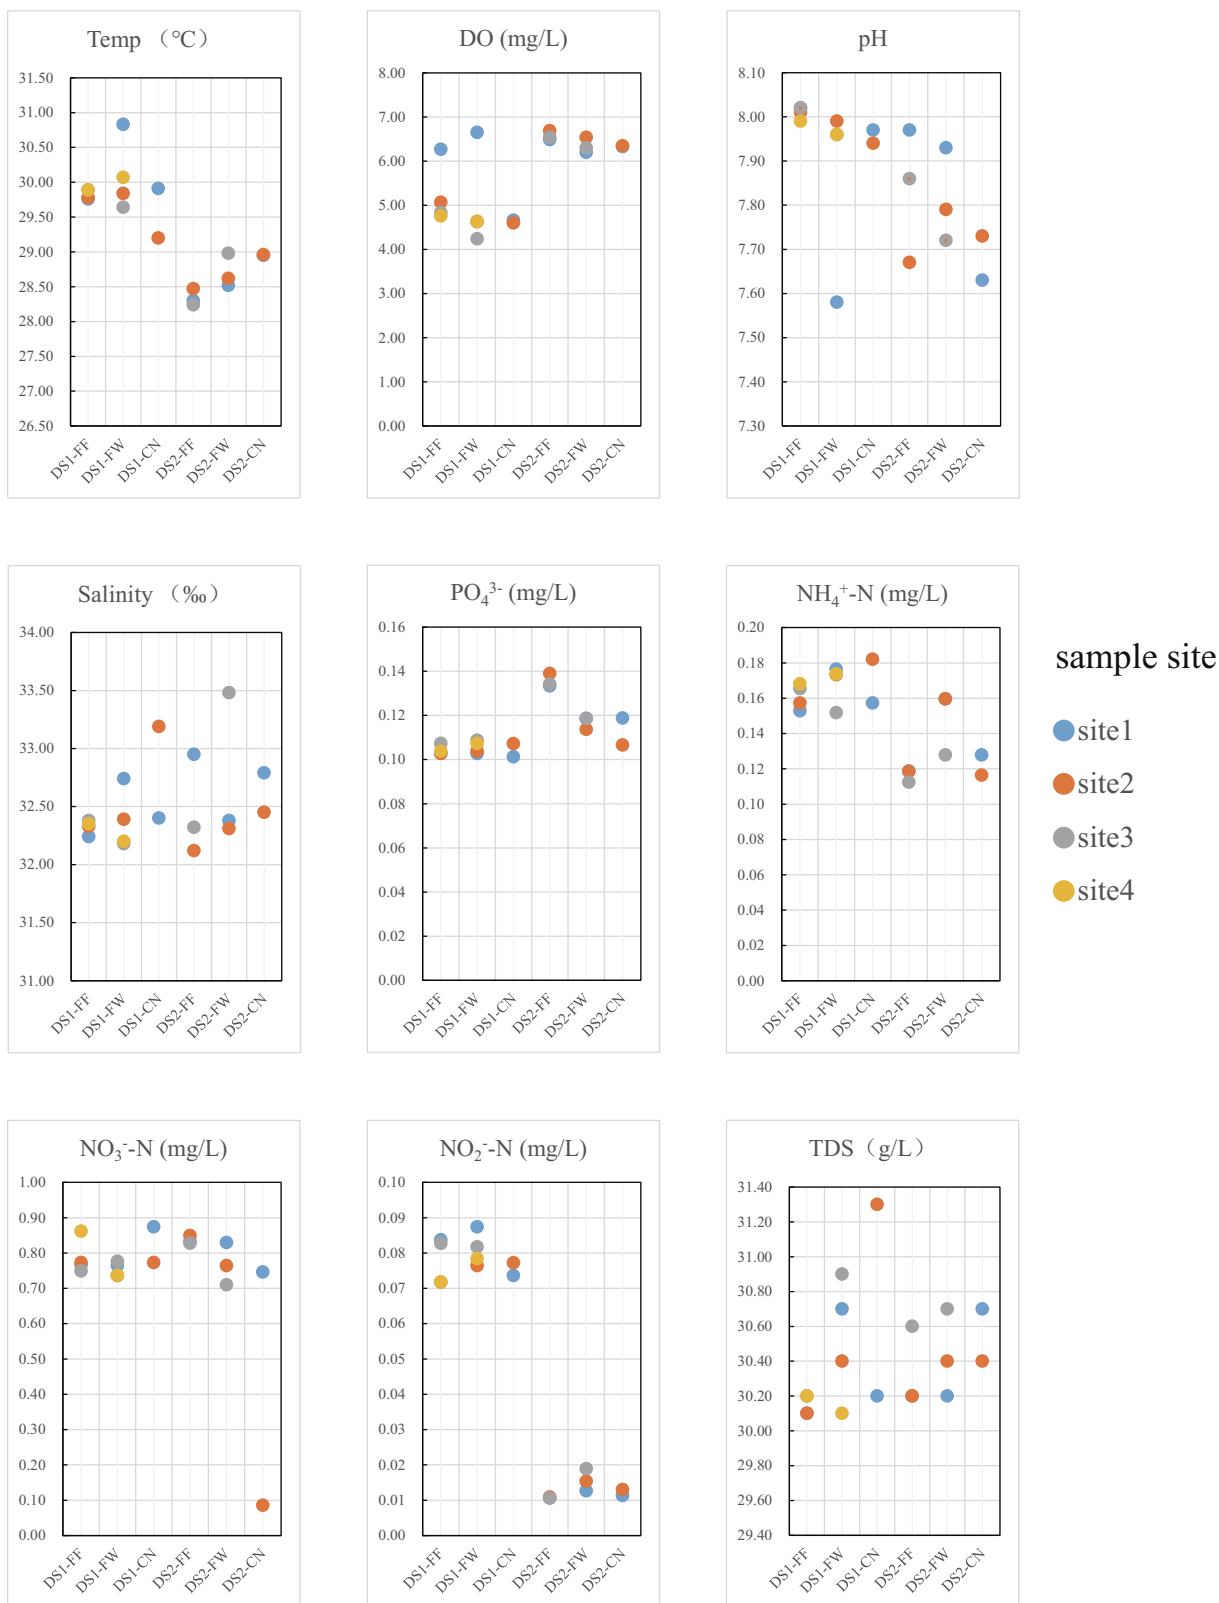 Temp （°C）
31.50
31.00
30.50
30.00
29.50
29.00
28.50
28.00
27.50
27.00
26.50
DS1-FF
DS1-FW
DS1-CN
DS2-FF
DS2-FW
DS2-CN
DO (mg/L)
8.00
7.00
6.00
5.00
4.00
3.00
2.00
1.00
0.00
DS1-FF
DS1-FW
DS1-CN
DS2-FF
DS2-FW
DS2-CN
pH
8.10
8.00
7.90
7.80
7.70
7.60
7.50
7.40
7.30
DS1-FF
DS1-FW
DS1-CN
DS2-FF
DS2-FW
DS2-CN
Salinity （‰）
34.00
33.50
33.00
32.50
32.00
31.50
31.00
DS1-FF
DS1-FW
DS1-CN
DS2-FF
DS2-FW
DS2-CN
PO₄³⁻ (mg/L)
0.16
0.14
0.12
0.10
0.08
0.06
0.04
0.02
0.00
DS1-FF
DS1-FW
DS1-CN
DS2-FF
DS2-FW
DS2-CN
NH₄⁺-N (mg/L)
0.20
0.18
0.16
0.14
0.12
0.10
0.08
0.06
0.04
0.02
0.00
DS1-FF
DS1-FW
DS1-CN
DS2-FF
DS2-FW
DS2-CN
sample site
site1
site2
site3
site4
NO₃⁻-N (mg/L)
1.00
0.90
0.80
0.70
0.60
0.50
0.40
0.30
0.20
0.10
0.00
DS1-FF
DS1-FW
DS1-CN
DS2-FF
DS2-FW
DS2-CN
NO₂⁻-N (mg/L)
0.10
0.09
0.08
0.07
0.06
0.05
0.04
0.03
0.02
0.01
0.00
DS1-FF
DS1-FW
DS1-CN
DS2-FF
DS2-FW
DS2-CN
TDS（g/L）
31.40
31.20
31.00
30.80
30.60
30.40
30.20
30.00
29.80
29.60
29.40
DS1-FF
DS1-FW
DS1-CN
DS2-FF
DS2-FW
DS2-CN